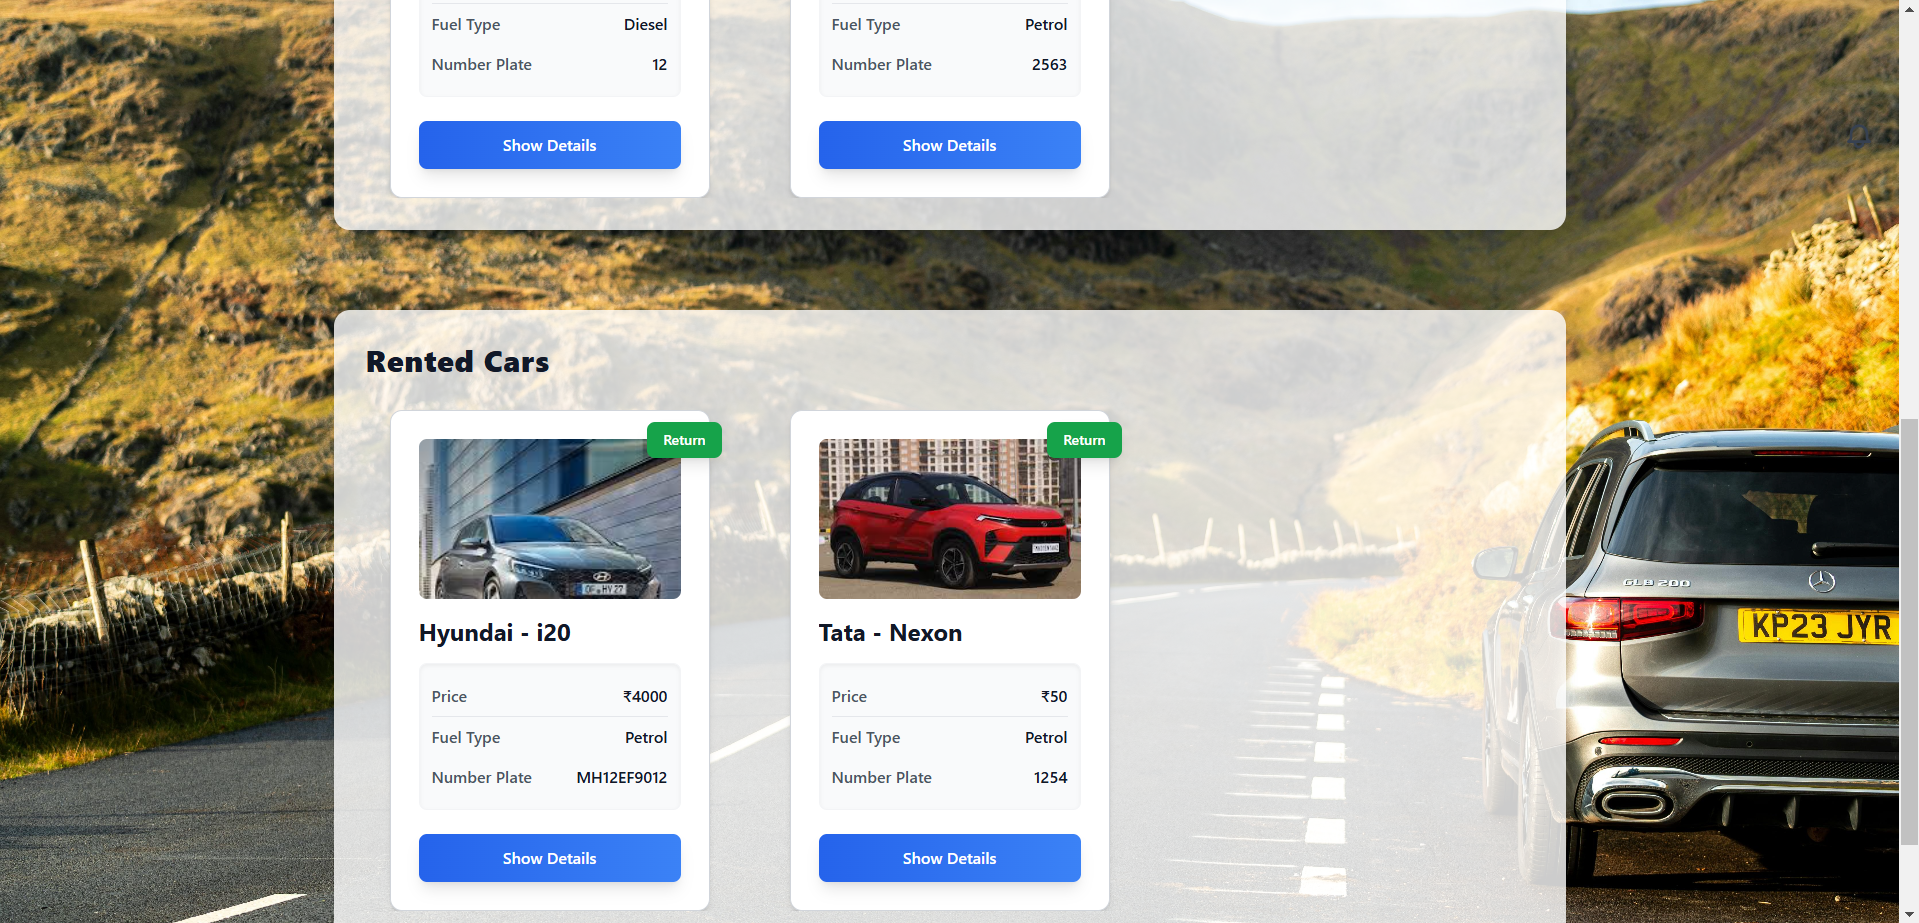 Fuel Type Diesel
Number Plate 12
Show Details
Fuel Type Petrol
Number Plate 2563
Show Details
Rented Cars
Return
Hyundai - i20
Price ₹4000
Fuel Type Petrol
Number Plate MH12EF9012
Show Details
Return
Tata - Nexon
Price ₹50
Fuel Type Petrol
Number Plate 1254
Show Details
GLB 200
KP23 JYR